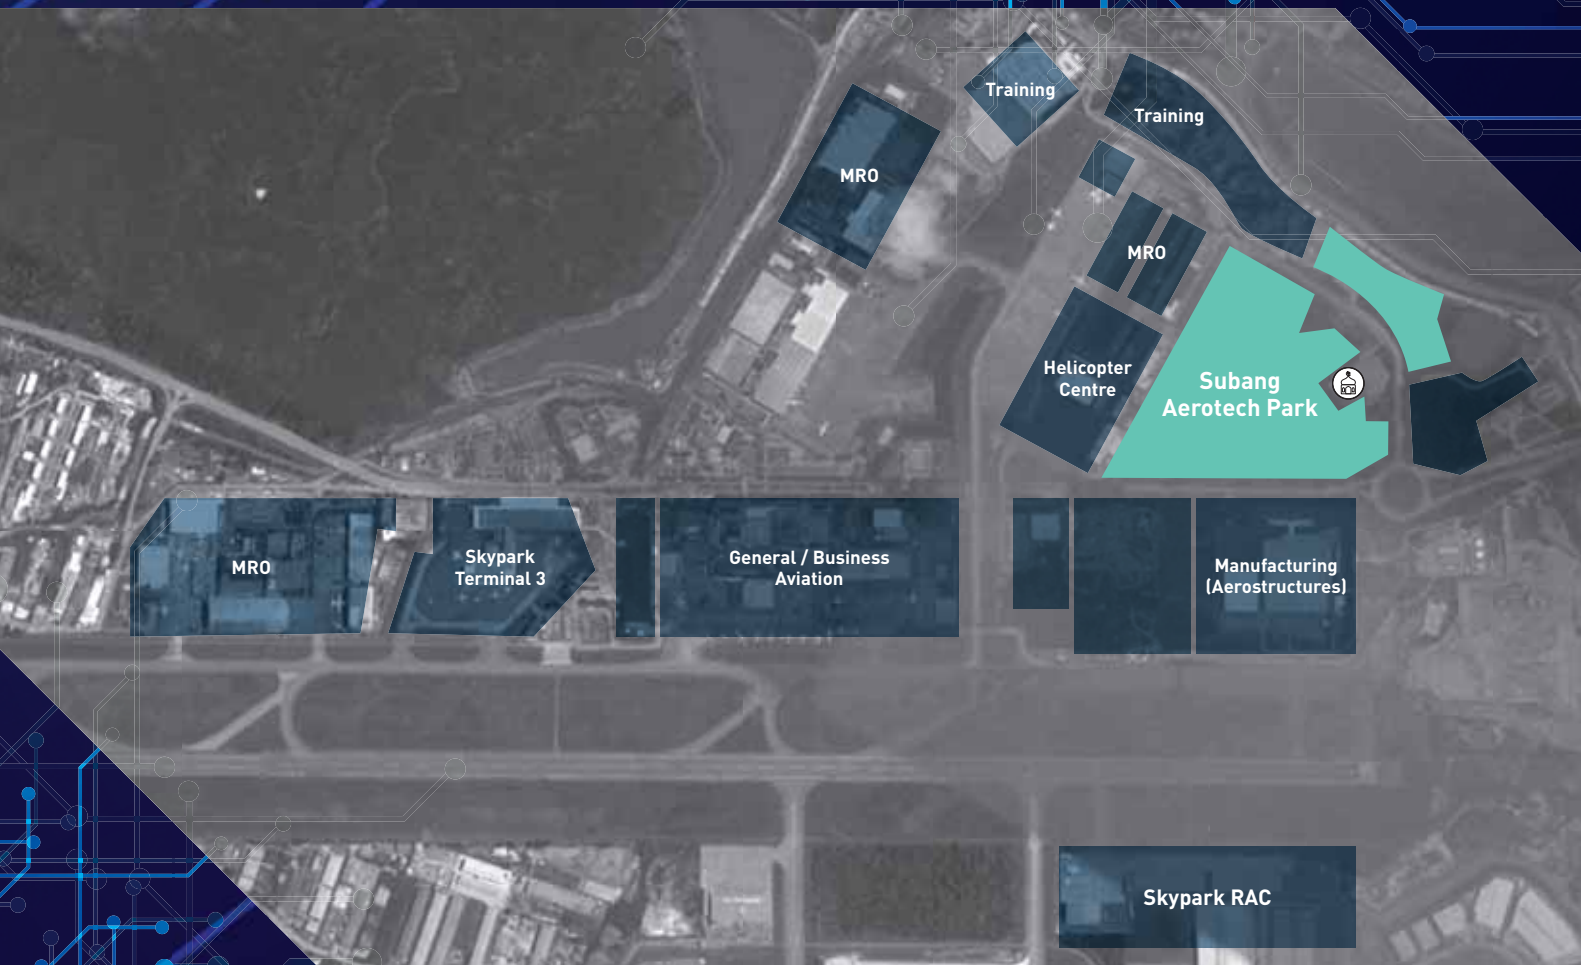 Training
Training
MRO
MRO
Helicopter
Centre
Subang
Aerotech Park
MRO
Skypark
Terminal 3
General / Business
Aviation
Manufacturing
(Aerostructures)
Skypark RAC